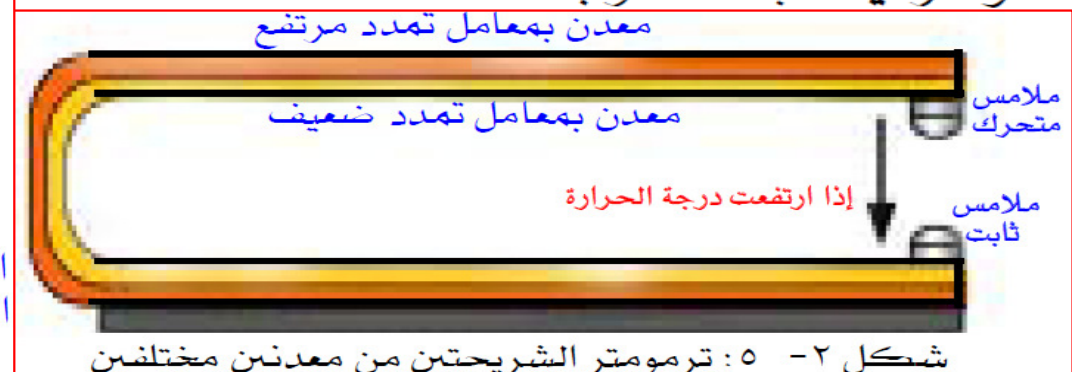 معدن بمعامل تمدد مرتفع
معدن بمعامل تمدد ضعيف
ملامس
متحرك
إذا ارتفعت درجة الحرارة
ملامس
ثابت
شكل ٢- ٥: ترمومتر الشريحتين من معدنين مختلفين